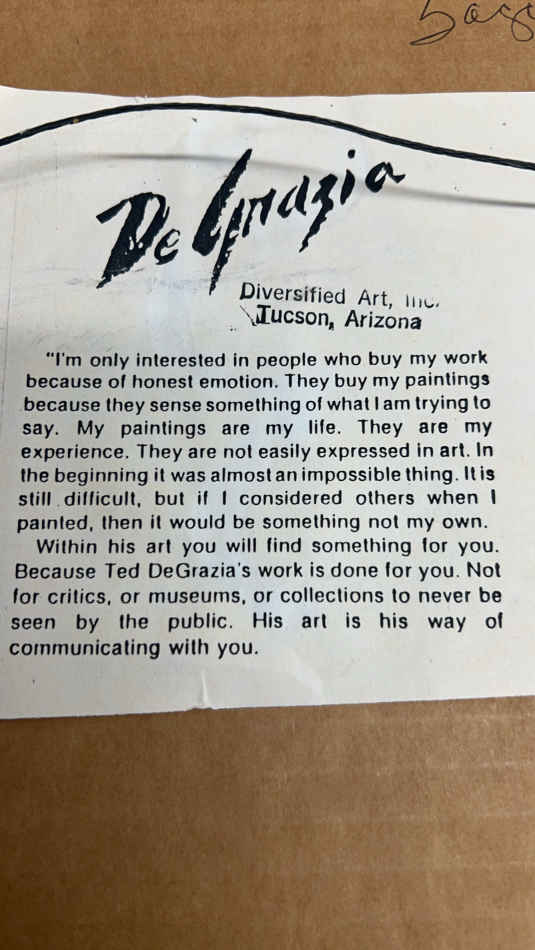 De Grazia
Diversified Art, Inc.
Tucson, Arizona
"I'm only interested in people who buy my work
because of honest emotion. They buy my paintings
because they sense something of what I am trying to
say. My paintings are my life. They are my
experience. They are not easily expressed in art. In
the beginning it was almost an impossible thing. It is
still difficult, but if I considered others when I
painted, then it would be something not my own.
Within his art you will find something for you.
Because Ted DeGrazia's work is done for you. Not
for critics, or museums, or collections to never be
seen by the public. His art is his way of
communicating with you.